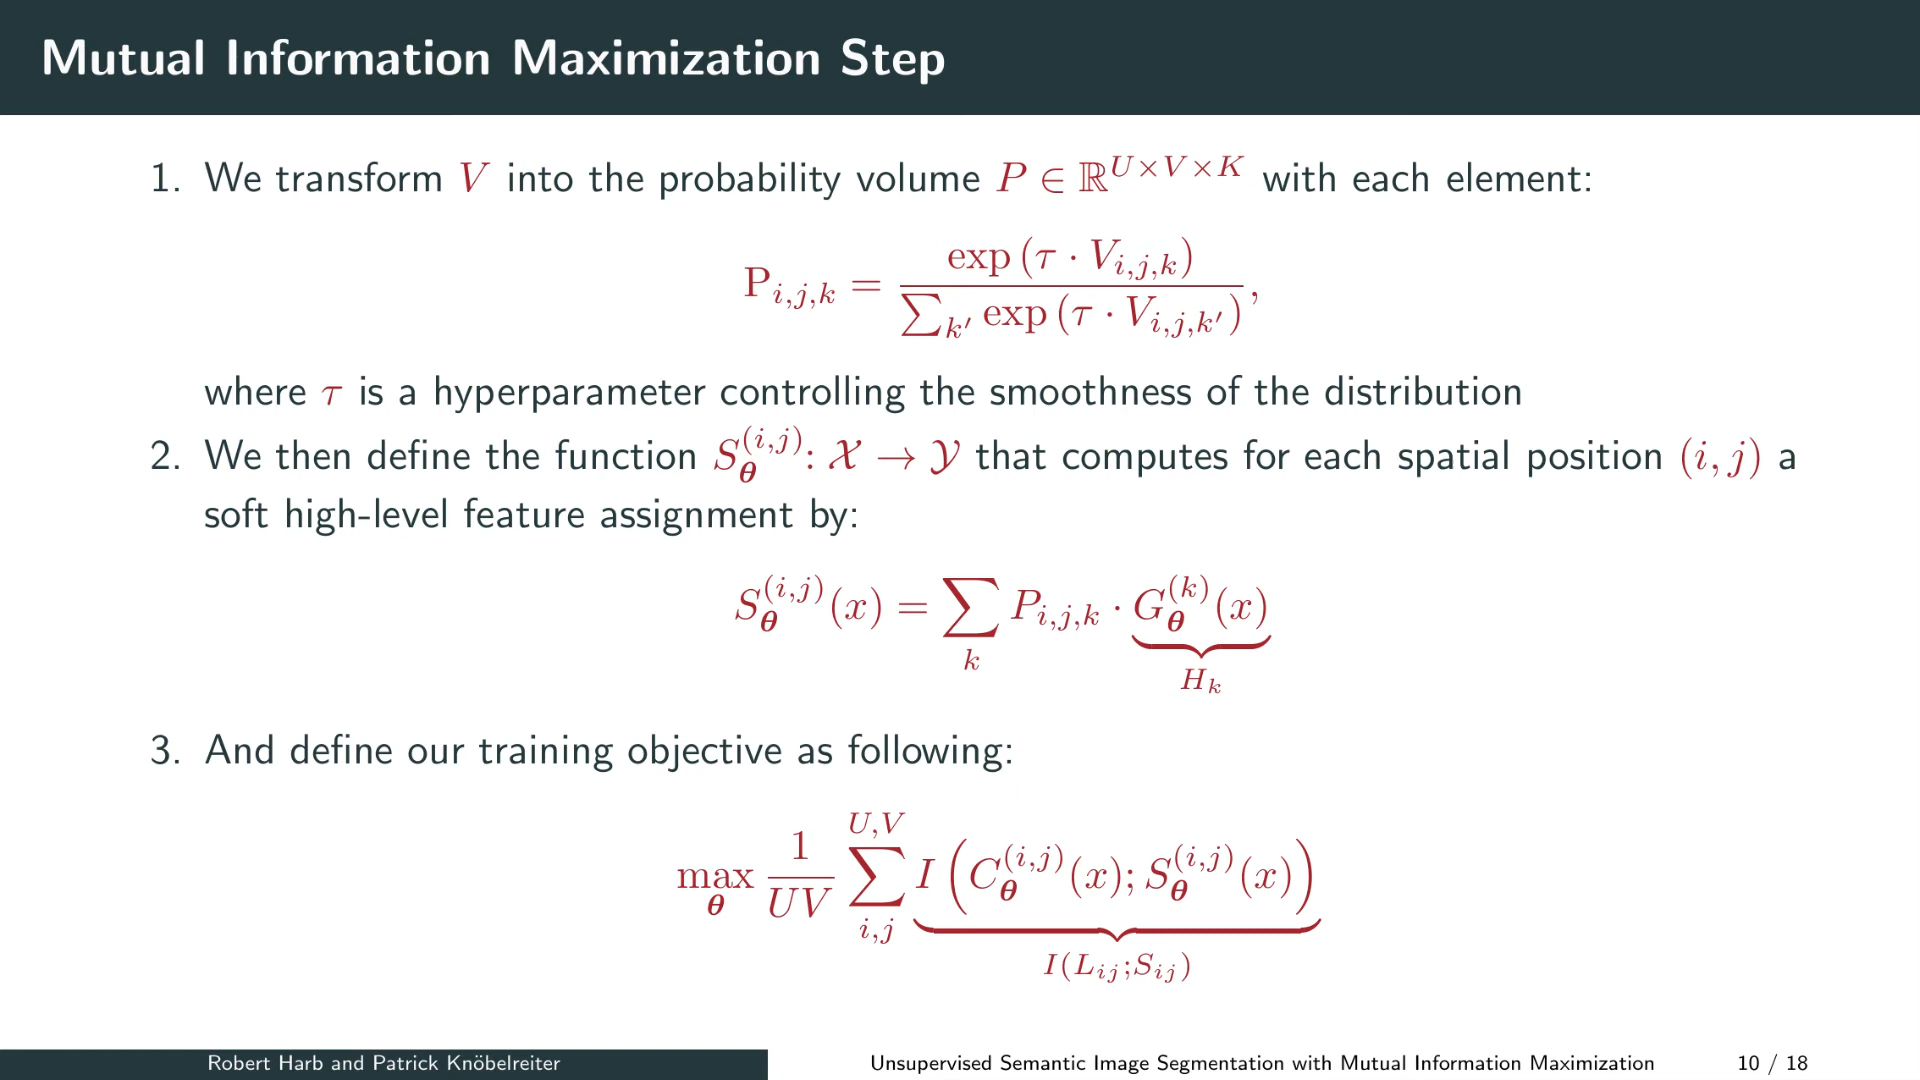 Mutual Information Maximization Step
1. We transform V into the probability volume P ∈ ℝ^{U×V×K} with each element:
P_{i,j,k} = \frac{exp (τ · V_{i,j,k})}{∑_{k'} exp (τ · V_{i,j,k'})},
where τ is a hyperparameter controlling the smoothness of the distribution
2. We then define the function S_θ^{(i,j)}: 𝒳 → 𝒴 that computes for each spatial position (i, j) a
soft high-level feature assignment by:
S_θ^{(i,j)}(x) = ∑_k P_{i,j,k} · \underbrace{G_θ^{(k)}(x)}_{H_k}
3. And define our training objective as following:
\max_θ \frac{1}{UV} ∑_{i,j}^{U,V} \underbrace{I (C_θ^{(i,j)}(x); S_θ^{(i,j)}(x))}_{I(L_{ij};S_{ij})}
Robert Harb and Patrick Knöbelreiter
Unsupervised Semantic Image Segmentation with Mutual Information Maximization
10 / 18